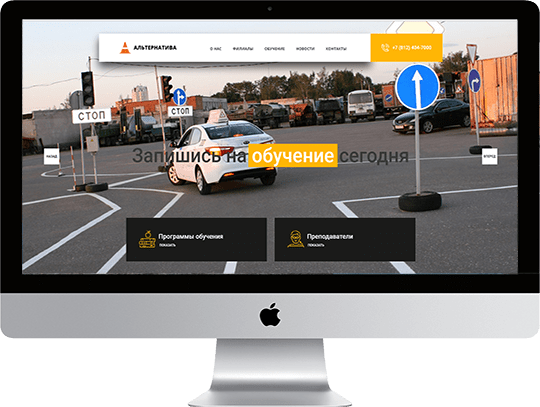 АЛЬТЕРНАТИВА
О НАС ФИЛИАЛЫ ОБУЧЕНИЕ НОВОСТИ КОНТАКТЫ
+7 (812) 404-7000
СТОП
СТОП
НАЗАД
Запишись на обучение сегодня
ВПЕРЕД
Программы обучения
ПОКАЗАТЬ
Преподаватели
ПОКАЗАТЬ